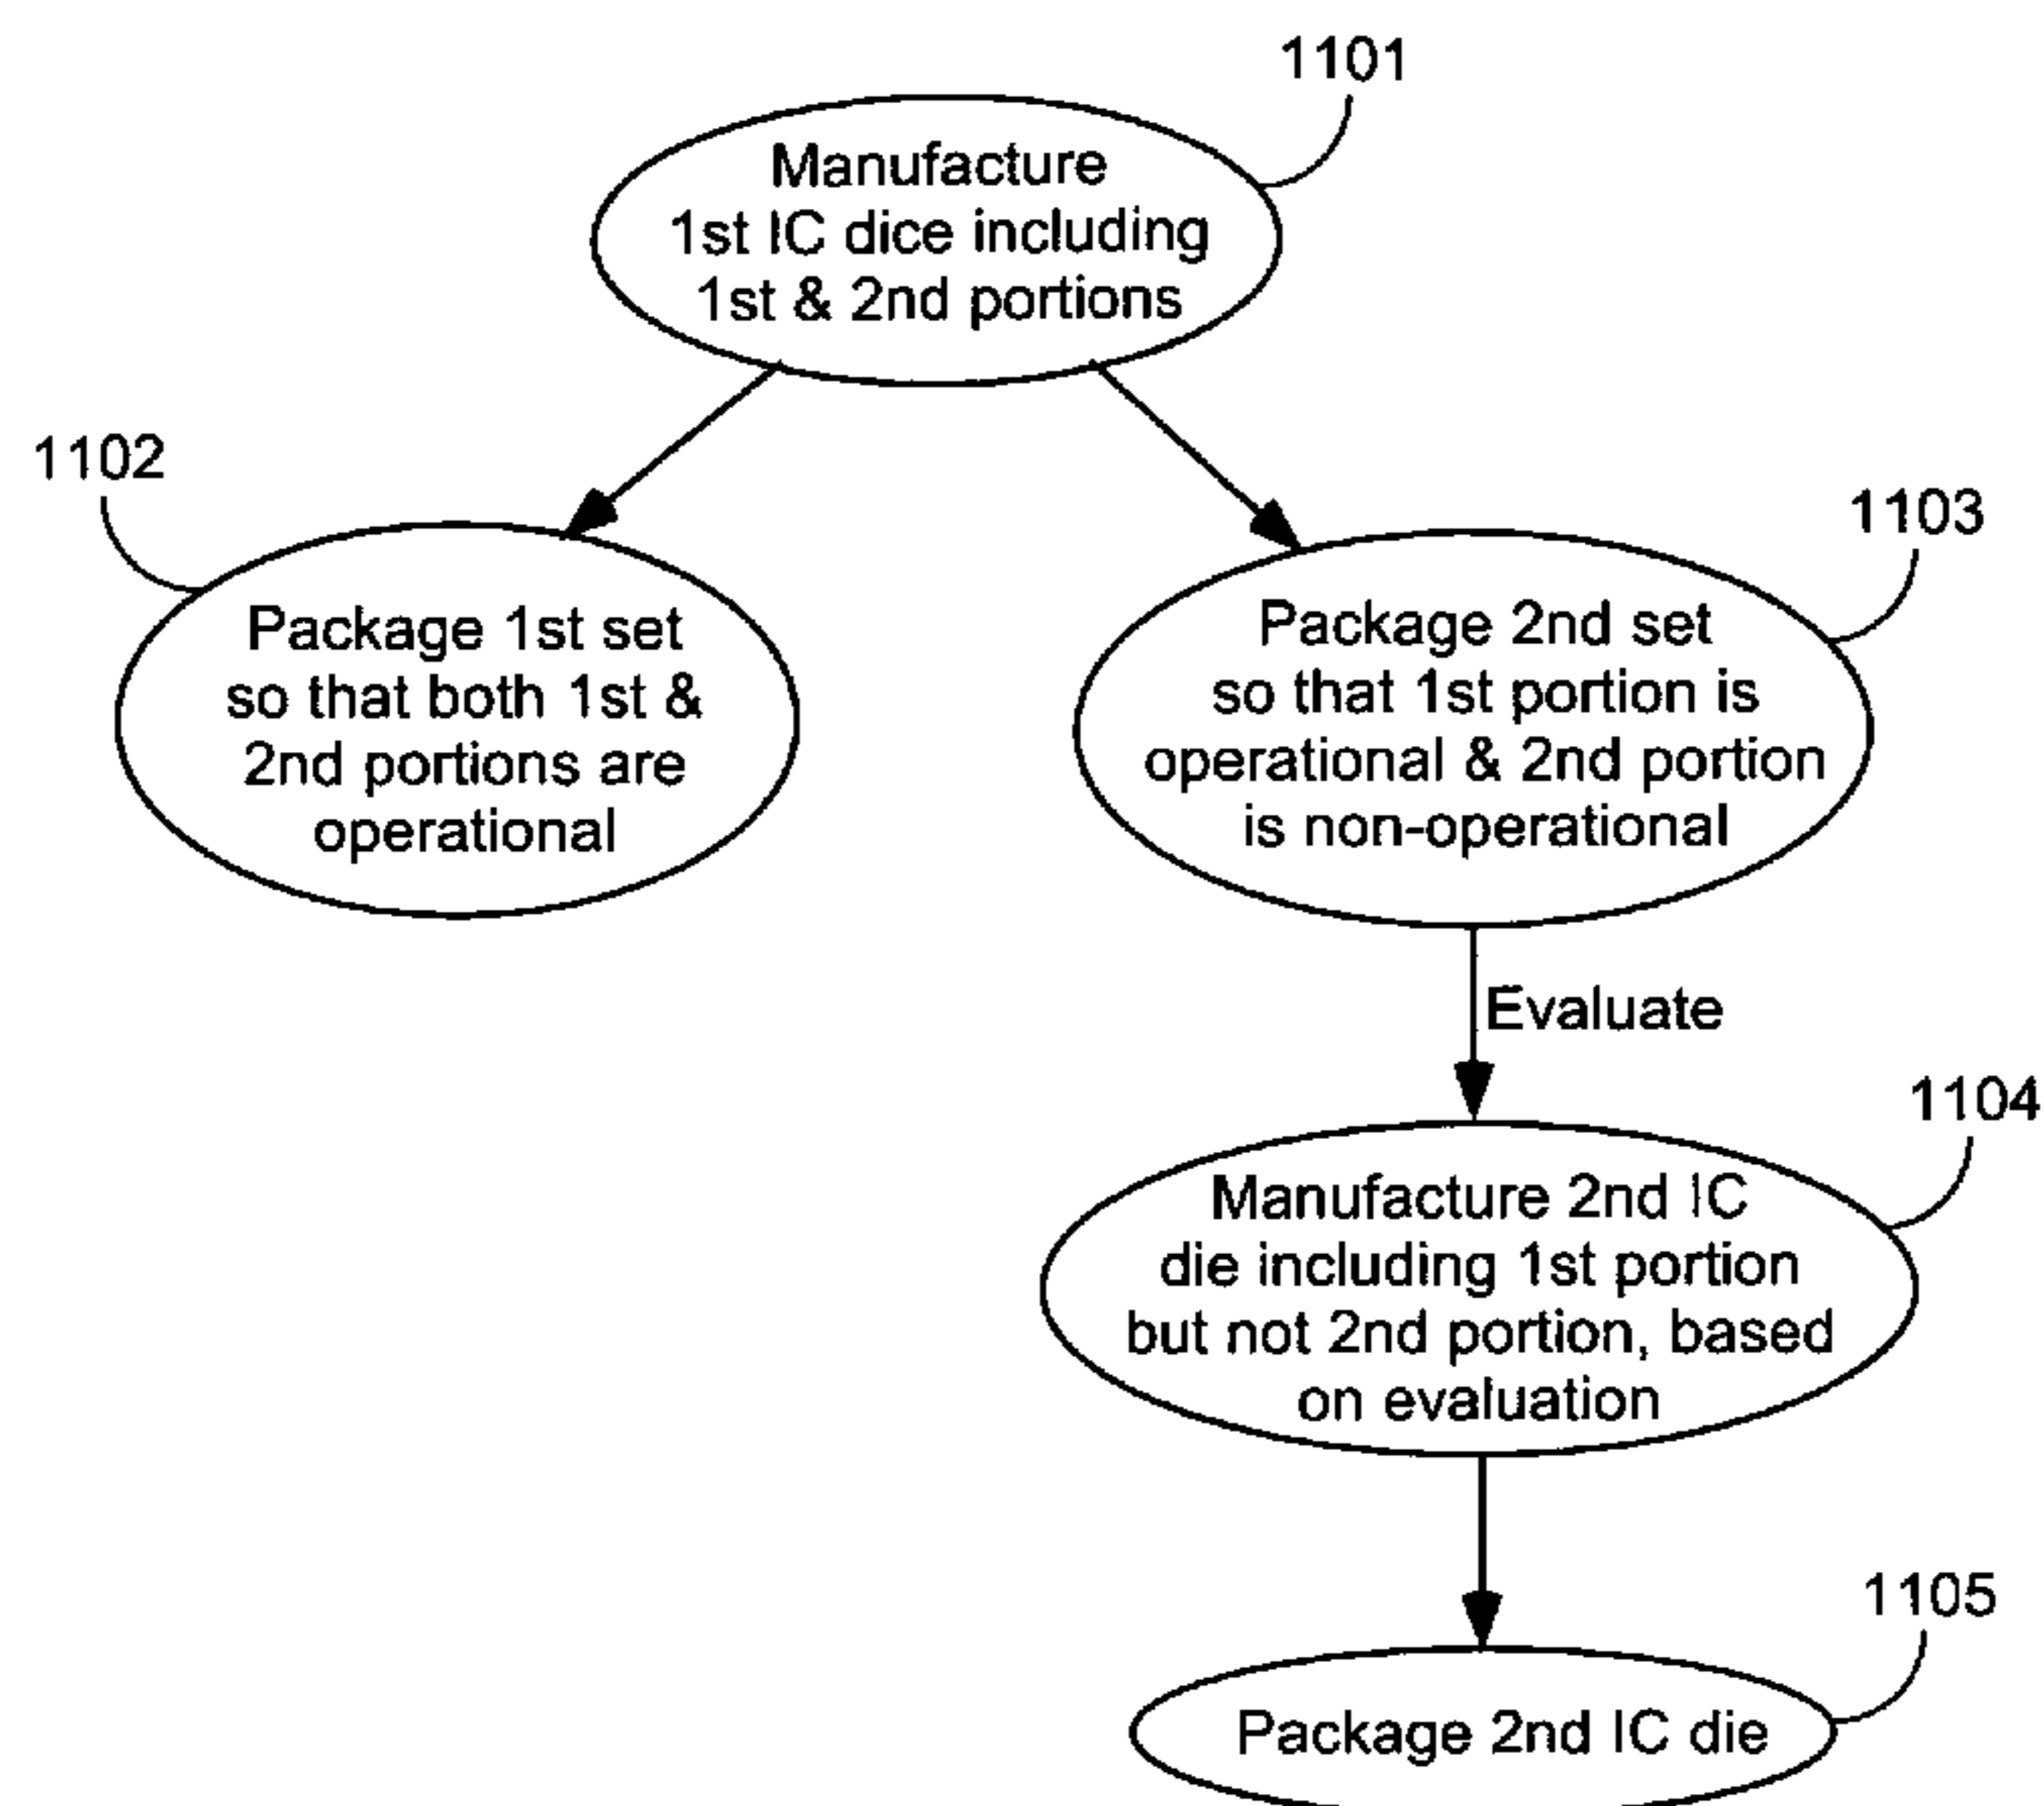 1101
Manufacture
1st IC dice including
1st & 2nd portions
1102
Package 1st set
so that both 1st &
2nd portions are
operational
1103
Package 2nd set
so that 1st portion is
operational & 2nd portion
is non-operational
Evaluate
1104
Manufacture 2nd IC
die including 1st portion
but not 2nd portion, based
on evaluation
1105
Package 2nd IC die